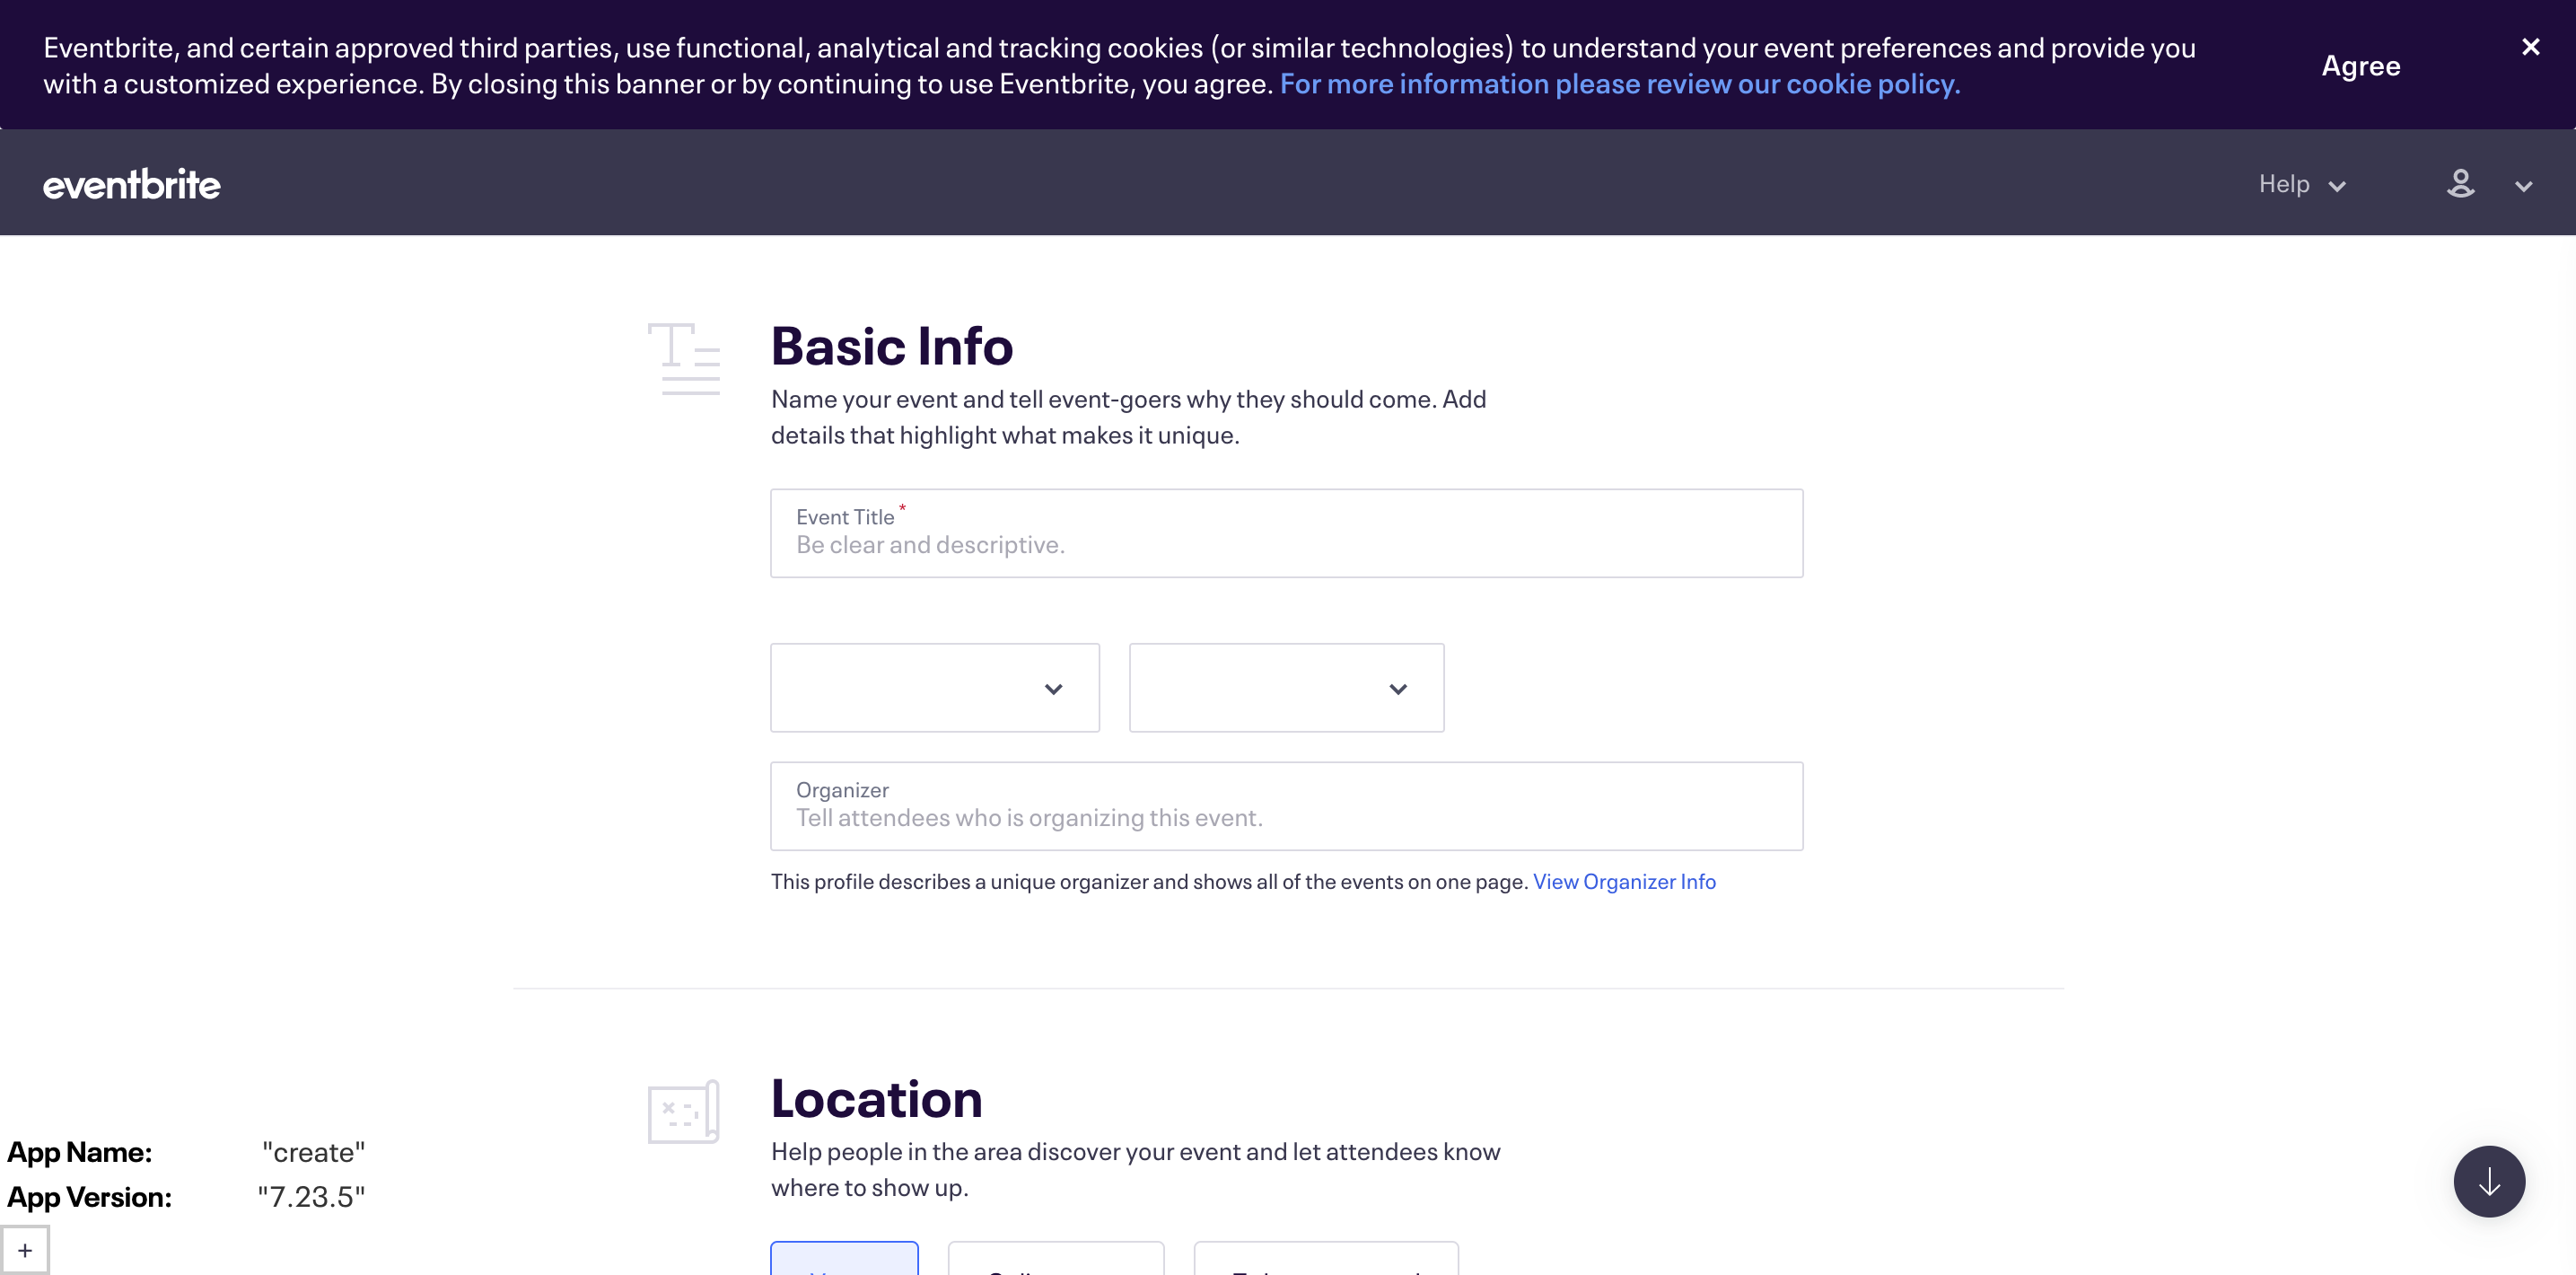 Eventbrite, and certain approved third parties, use functional, analytical and tracking cookies (or similar technologies) to understand your event preferences and provide you
with a customized experience. By closing this banner or by continuing to use Eventbrite, you agree. For more information please review our cookie policy.
Agree
eventbrite
Help
Basic Info
Name your event and tell event-goers why they should come. Add
details that highlight what makes it unique.
Event Title *
Be clear and descriptive.
Organizer
Tell attendees who is organizing this event.
This profile describes a unique organizer and shows all of the events on one page. View Organizer Info
Location
Help people in the area discover your event and let attendees know
where to show up.
App Name: "create"
App Version: "7.23.5"
+